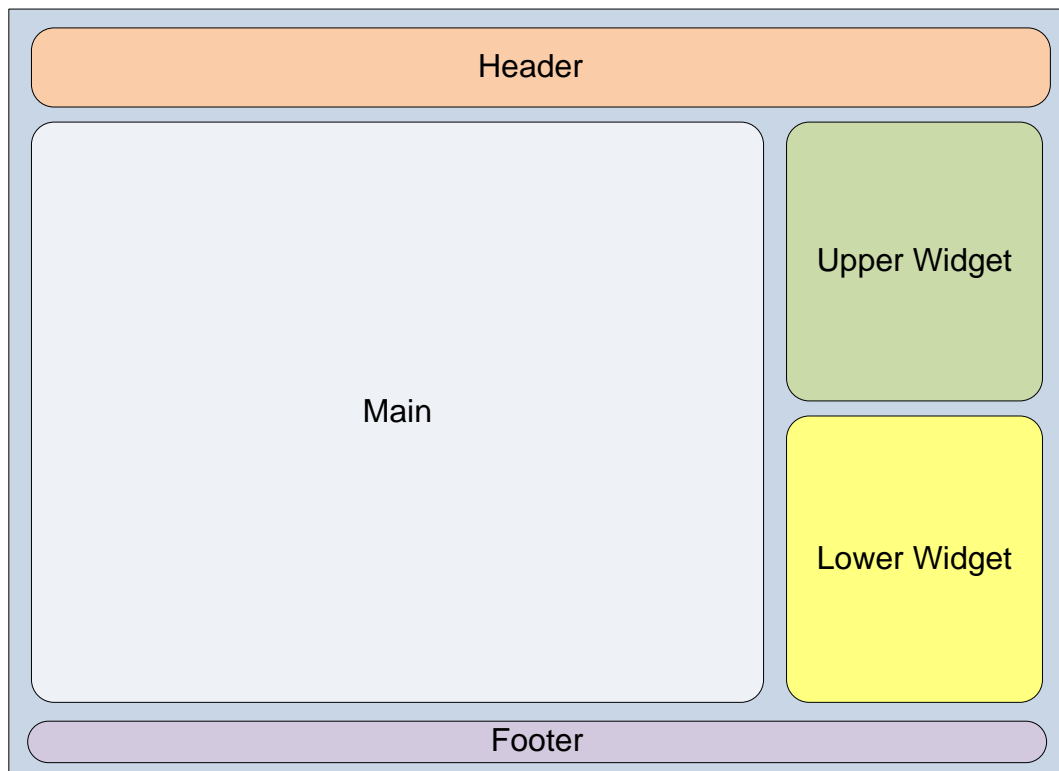 Header
Main
Upper Widget
Lower Widget
Footer